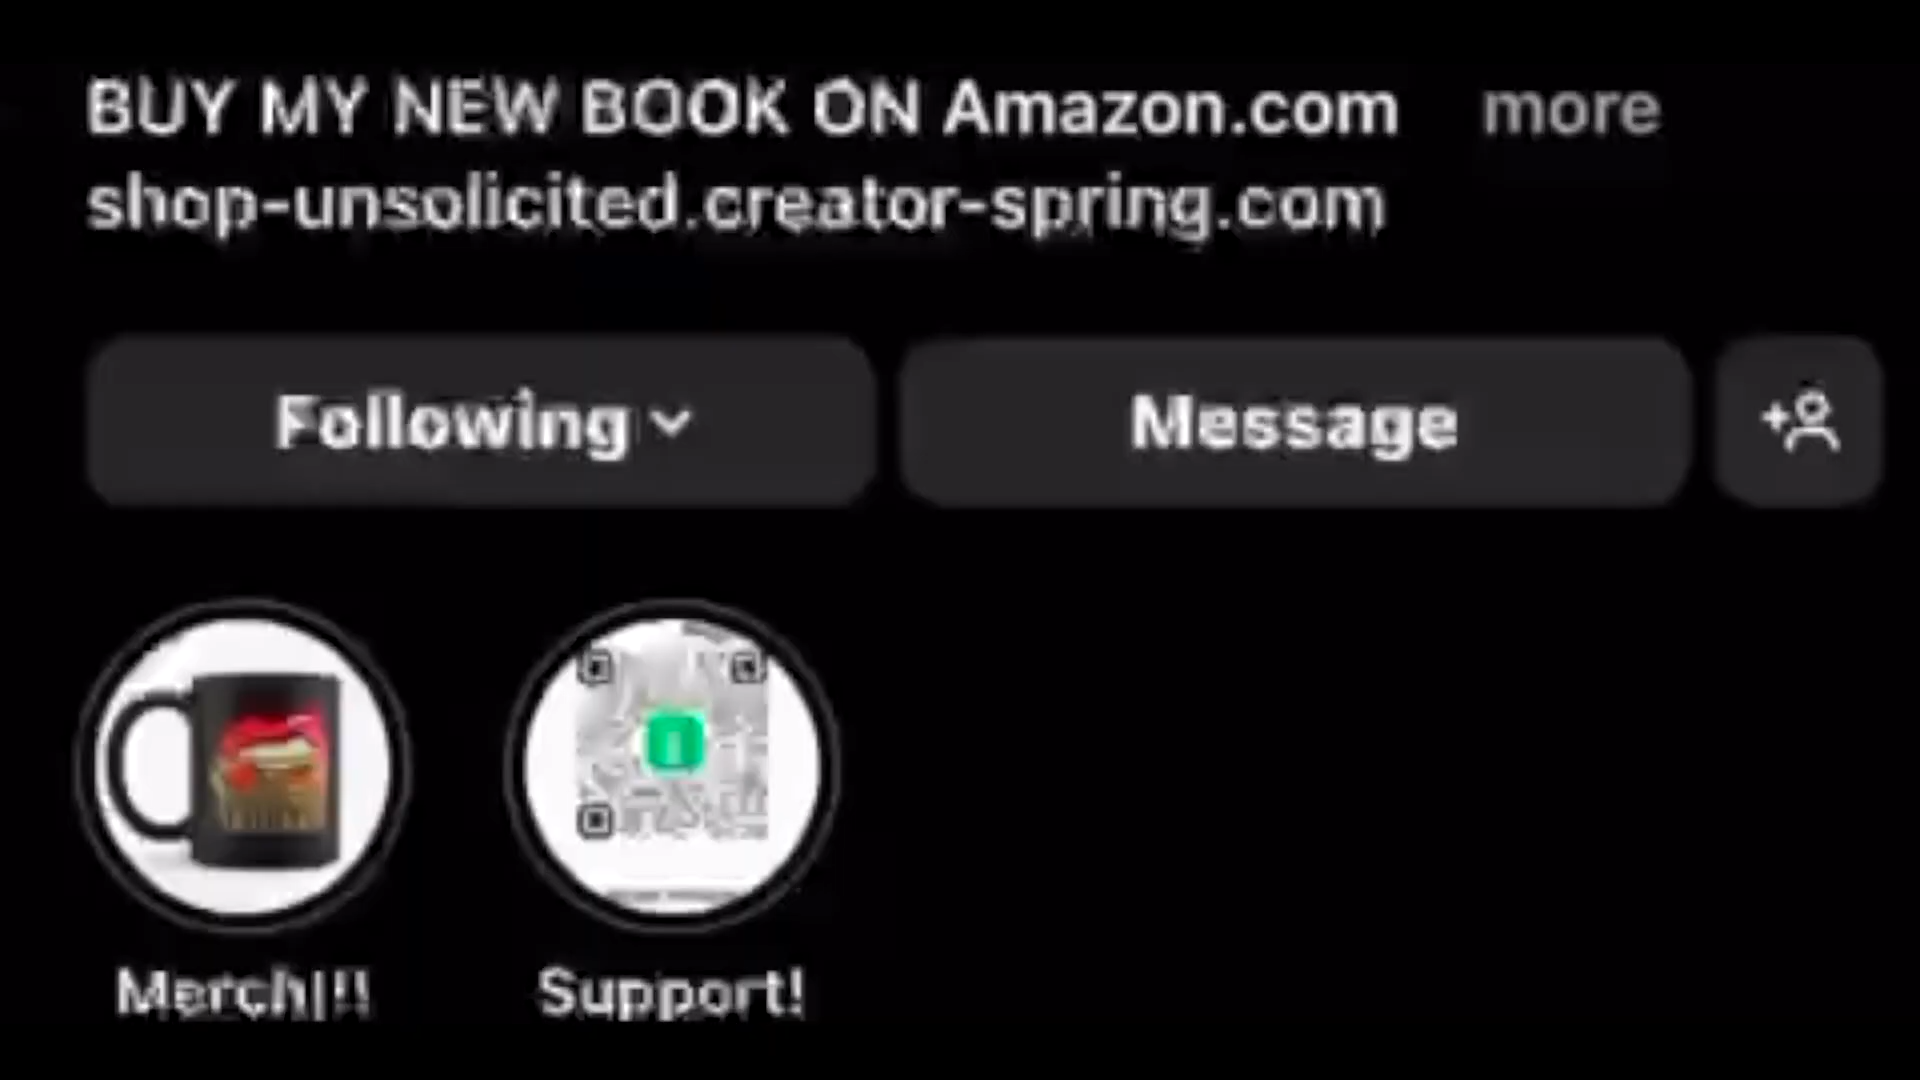 BUY MY NEW BOOK ON Amazon.com more
shop-unsolicited.creator-spring.com
Following
Message
Merch!!!
Support!